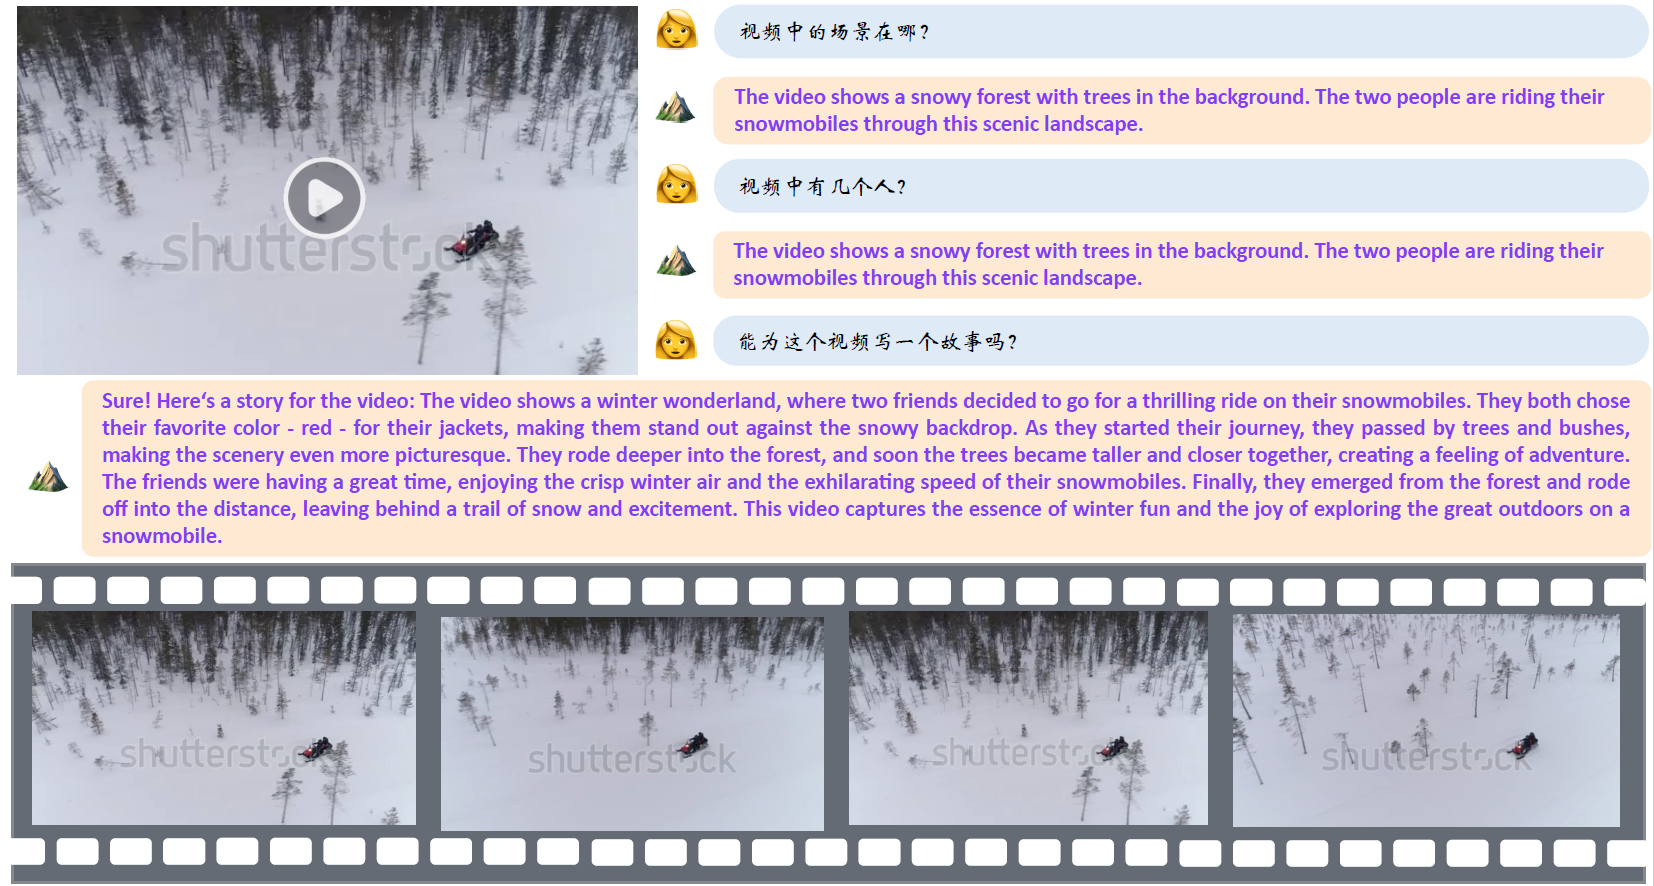 视频中的场景在哪?
The video shows a snowy forest with trees in the background. The two people are riding their
snowmobiles through this scenic landscape.
视频中有几个人?
The video shows a snowy forest with trees in the background. The two people are riding their
snowmobiles through this scenic landscape.
能为这个视频写一个故事吗?
shutterstock
Sure! Here‘s a story for the video: The video shows a winter wonderland, where two friends decided to go for a thrilling ride on their snowmobiles. They both chose
their favorite color - red - for their jackets, making them stand out against the snowy backdrop. As they started their journey, they passed by trees and bushes,
making the scenery even more picturesque. They rode deeper into the forest, and soon the trees became taller and closer together, creating a feeling of adventure.
The friends were having a great time, enjoying the crisp winter air and the exhilarating speed of their snowmobiles. Finally, they emerged from the forest and rode
off into the distance, leaving behind a trail of snow and excitement. This video captures the essence of winter fun and the joy of exploring the great outdoors on a
snowmobile.
shutterstock
shutterstock
shutterstock
shutterstock